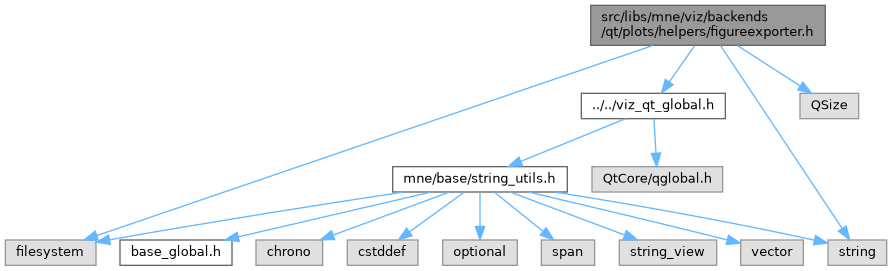 src/libs/mne/viz/backends
/qt/plots/helpers/figureexporter.h
../../viz_qt_global.h
QSize
mne/base/string_utils.h
QtCore/qglobal.h
filesystem
base_global.h
chrono
cstddef
optional
span
string_view
vector
string